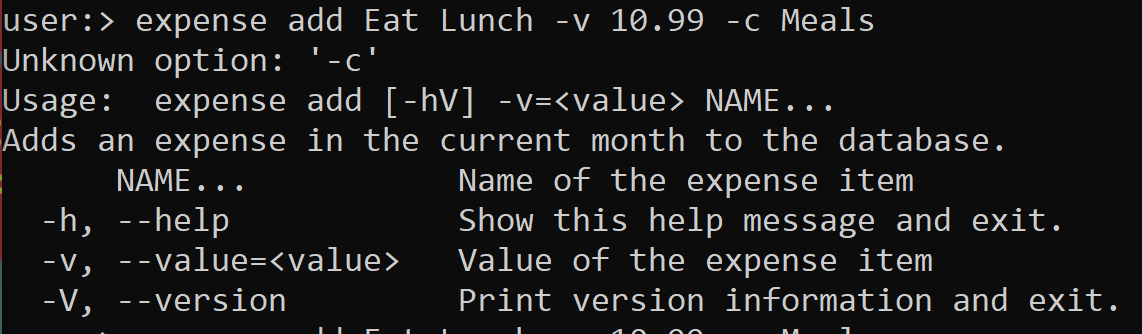 user:> expense add Eat Lunch -v 10.99 -c Meals
Unknown option: '-c'
Usage:  expense add [-hV] -v=<value> NAME...
Adds an expense in the current month to the database.
      NAME...           Name of the expense item
  -h, --help            Show this help message and exit.
  -v, --value=<value>   Value of the expense item
  -V, --version         Print version information and exit.